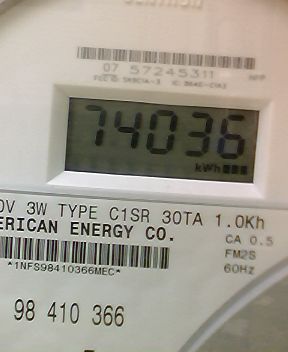 07 57245311
74036
kWh
0V 3W TYPE C1SR 30TA 1.0Kh
ERICAN ENERGY CO.
CA 0.5
FM2S
60Hz
*1NFS98410366MEC*
98 410 366